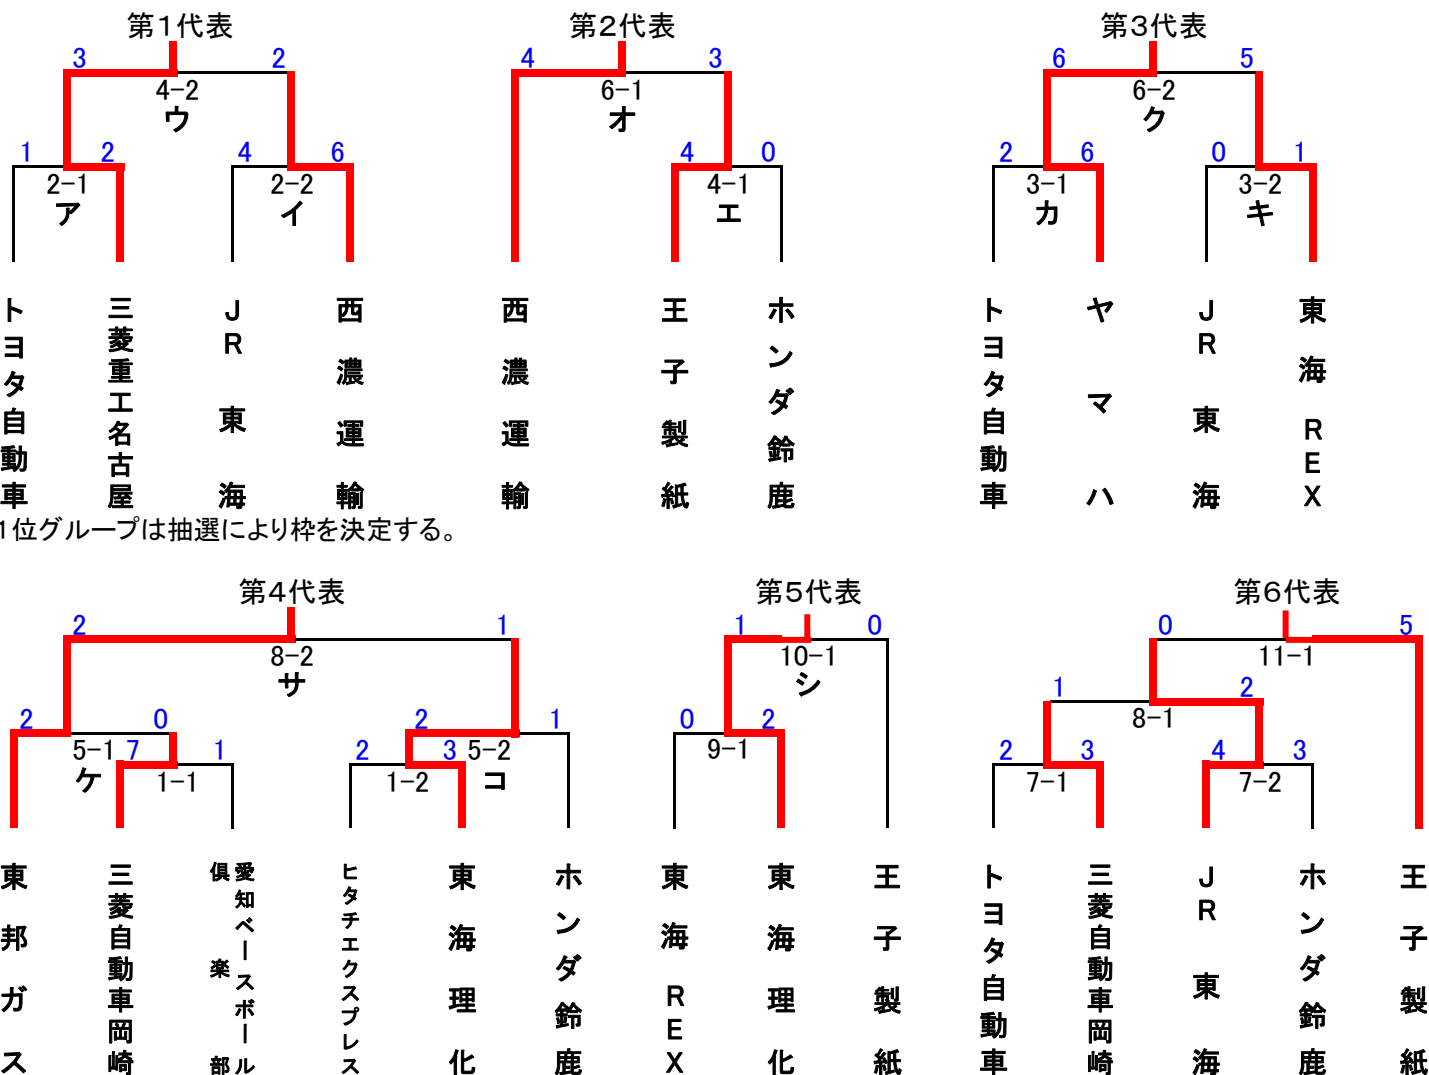 第1代表 第2代表 第3代表
3 2 4 3 6 5
4-2 6-1 6-2
ウ オ ク
1 2 4 6 4 0 2 6 0 1
2-1 2-2 4-1 3-1 3-2
ア イ エ カ キ
トヨタ自動車
三菱重工名古屋
JR東海
西濃運輸
西濃運輸
王子製紙
ホンダ鈴鹿
トヨタ自動車
ヤマハ
JR東海
東海REX
1位グループは抽選により枠を決定する。
第4代表 第5代表 第6代表
2 1 1 0 0 5
8-2 10-1 11-1
サ シ
1 2
8-1
2 0 2 1 0 2
5-1 7 1 2 3 5-2 9-1 2 3 4 3
ケ 1-1 1-2 コ 7-1 7-2
東邦ガス
三菱自動車岡崎
愛知ベースボール
倶楽部
ヒタチエクスプレス
東海理化
ホンダ鈴鹿
東海REX
東海理化
王子製紙
トヨタ自動車
三菱自動車岡崎
JR東海
ホンダ鈴鹿
王子製紙